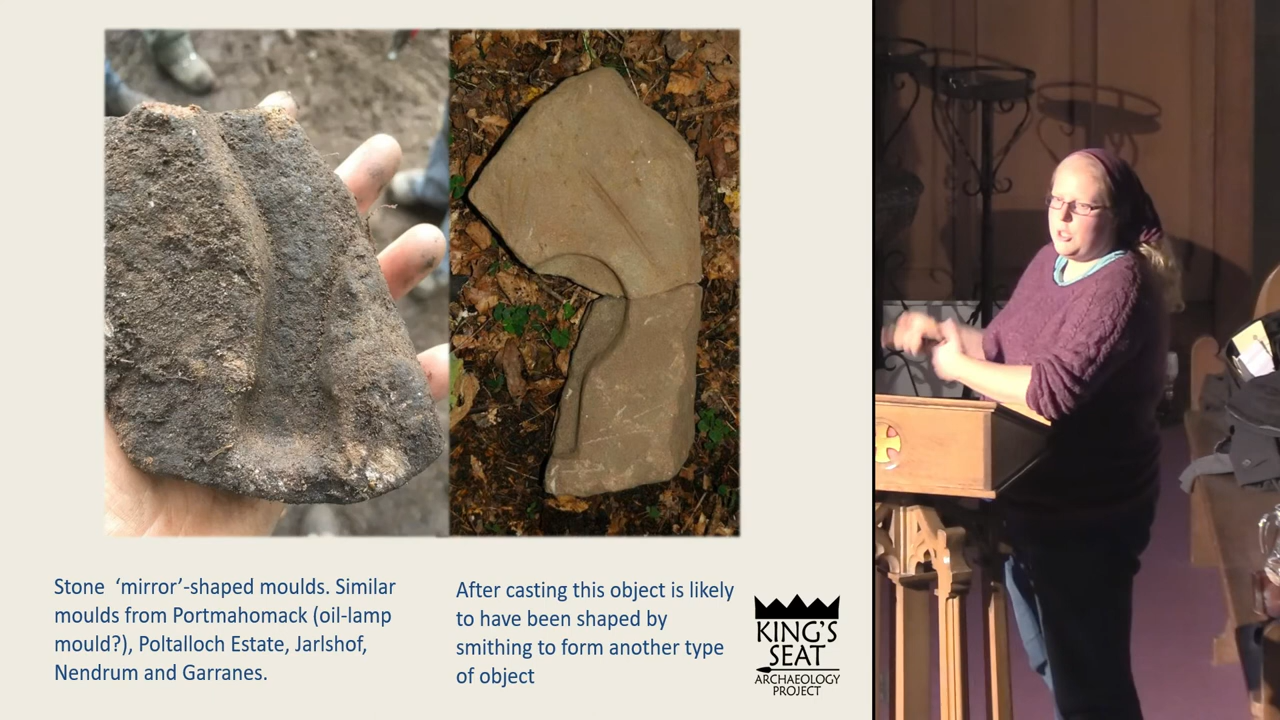 Stone ‘mirror’-shaped moulds. Similar
moulds from Portmahomack (oil-lamp
mould?), Poltalloch Estate, Jarlshof,
Nendrum and Garranes.
After casting this object is likely
to have been shaped by
smithing to form another type
of object
KING'S
SEAT
ARCHAEOLOGY
PROJECT